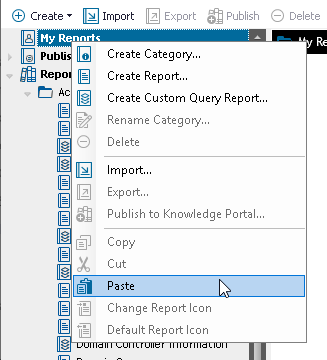 Create Import Export Publish Delete
My Reports
My Re
Publis
Repor
Ac
Create Category...
Create Report...
Create Custom Query Report...
Rename Category...
Delete
Import...
Export...
Publish to Knowledge Portal...
Copy
Cut
Paste
Change Report Icon
Default Report Icon
Domain Controller Information